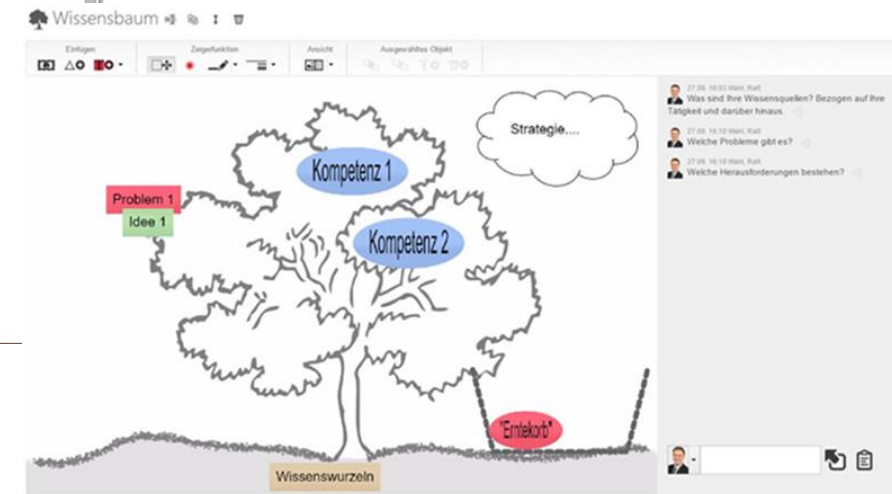 Wissensbaum
Einfügen
Zeigerfunktion
Ansicht
Ausgewähltes Objekt
Strategie....
Kompetenz 1
Problem 1
Idee 1
Kompetenz 2
"Erntekorb"
Wissenswurzeln
Was sind Ihre Wissensquellen? Bezogen auf Ihre
Tätigkeit und darüber hinaus.
Welche Probleme gibt es?
Welche Herausforderungen bestehen?